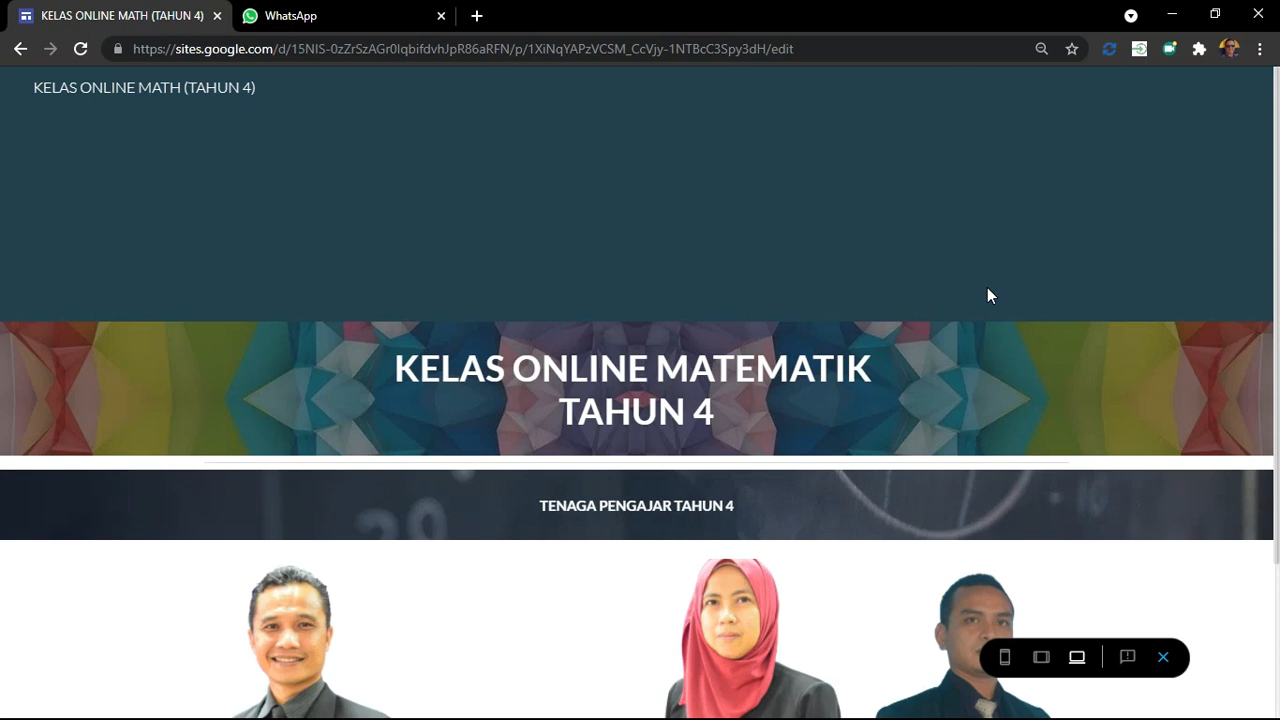 KELAS ONLINE MATH (TAHUN 4)
WhatsApp
https://sites.google.com/d/15NIS-0zZrSzAGr0lqbifdvhJpR86aRFN/p/1XiNqYAPzVCSM_CcVjy-1NTBcC3Spy3dH/edit
KELAS ONLINE MATH (TAHUN 4)
KELAS ONLINE MATEMATIK
TAHUN 4
TENAGA PENGAJAR TAHUN 4